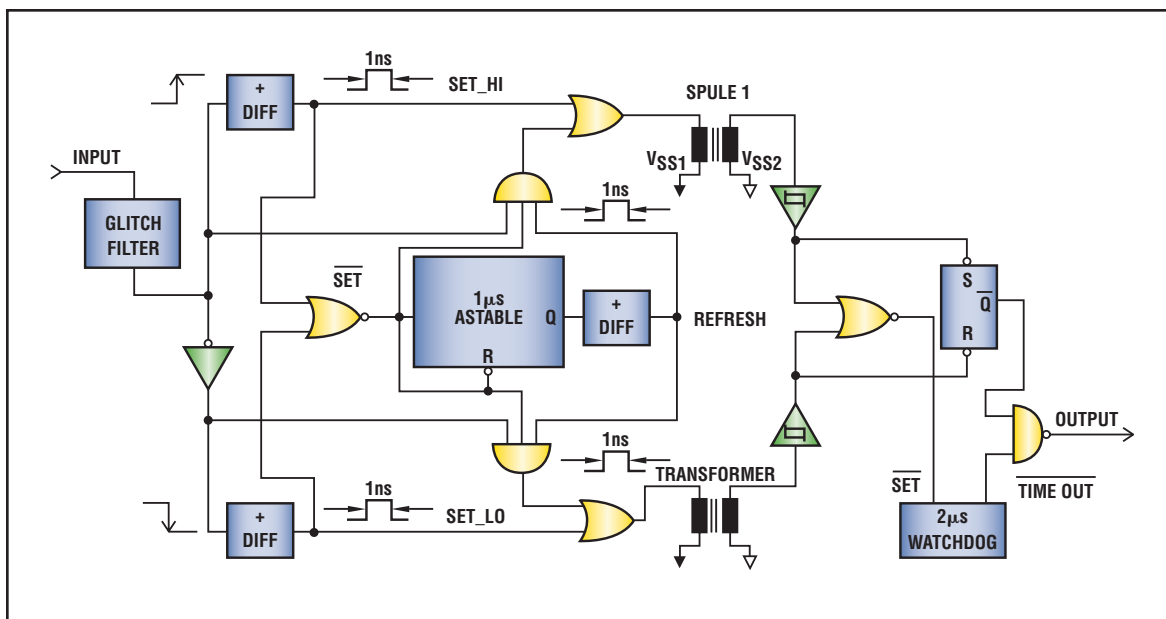 1ns
SET_HI
+
DIFF
SPULE 1
INPUT
VSS1
VSS2
GLITCH
FILTER
1ns
SET
1µs
ASTABLE
Q
R
+
DIFF
REFRESH
S
Q
R
1ns
TRANSFORMER
OUTPUT
SET
TIME OUT
1ns
SET_LO
+
DIFF
2µs
WATCHDOG